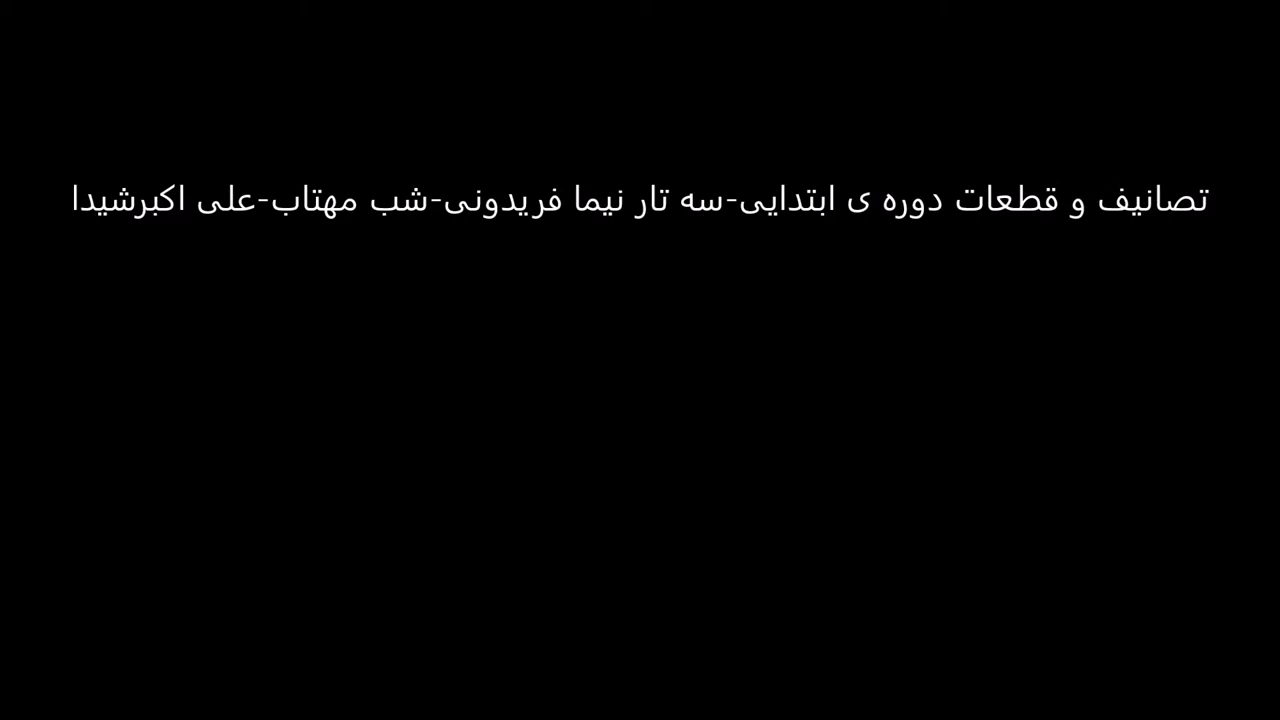 تصانیف و قطعات دوره ی ابتدایی-سه تار نیما فریدونی-شب مهتاب-علی اکبرشیدا